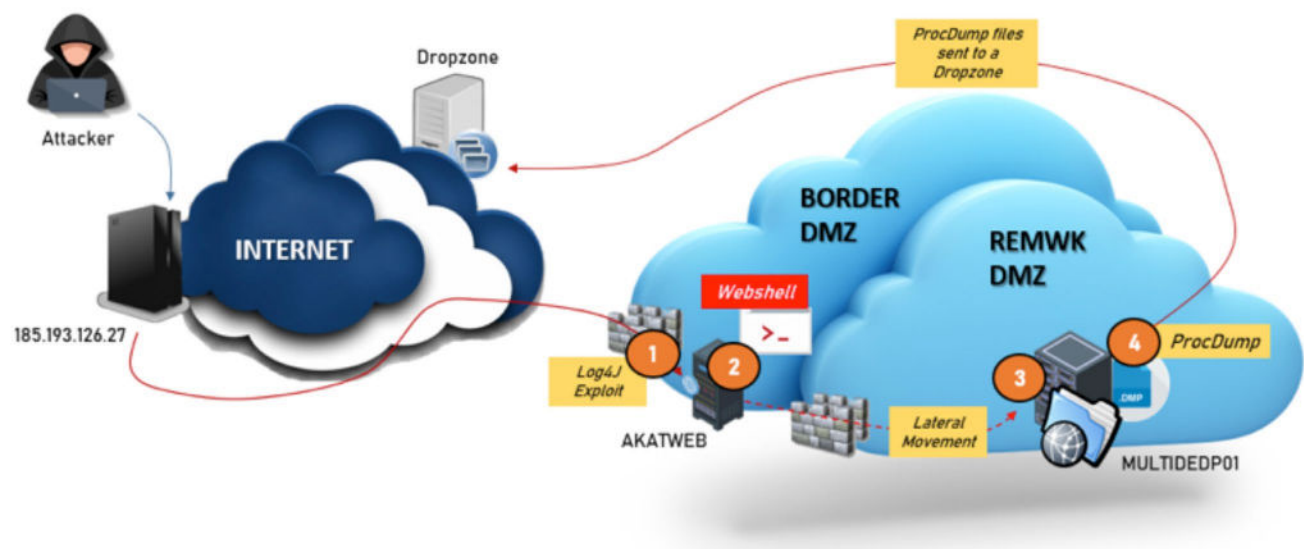 ProcDump files
sent to a
Dropzone
Dropzone
Attacker
BORDER
DMZ
REMWK
DMZ
INTERNET
Webshell
>_
185.193.126.27
1
2
Log4J
Exploit
AKATWEB
Lateral
Movement
3
4
ProcDump
.DMP
MULTIDEDP01